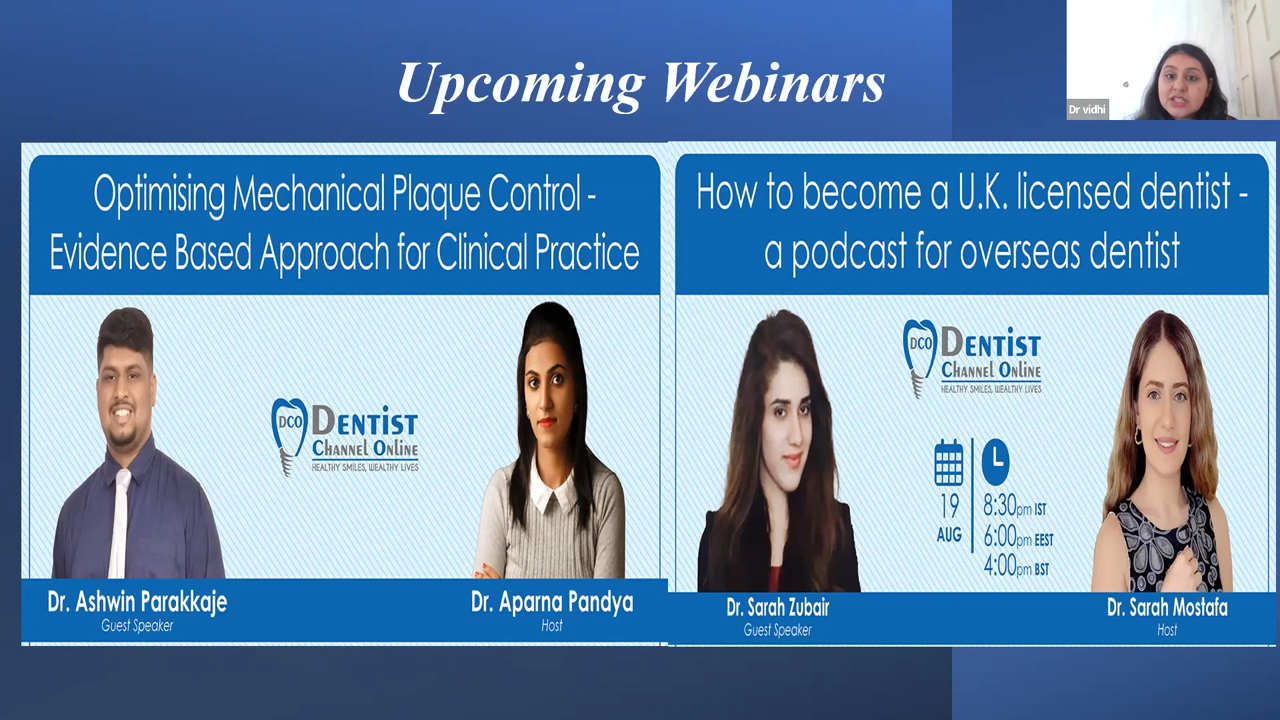 Upcoming Webinars
Dr vidhi
Optimising Mechanical Plaque Control -
Evidence Based Approach for Clinical Practice
DCO
DENTIST
CHANNEL ONLINE
HEALTHY SMILES, WEALTHY LIVES
Dr. Ashwin Parakkaje
Guest Speaker
Dr. Aparna Pandya
Host
How to become a U.K. licensed dentist -
a podcast for overseas dentist
DCO
DENTIST
CHANNEL ONLINE
HEALTHY SMILES, WEALTHY LIVES
19
AUG
8:30pm IST
6:00pm EEST
4:00pm BST
Dr. Sarah Zubair
Guest Speaker
Dr. Sarah Mostafa
Host